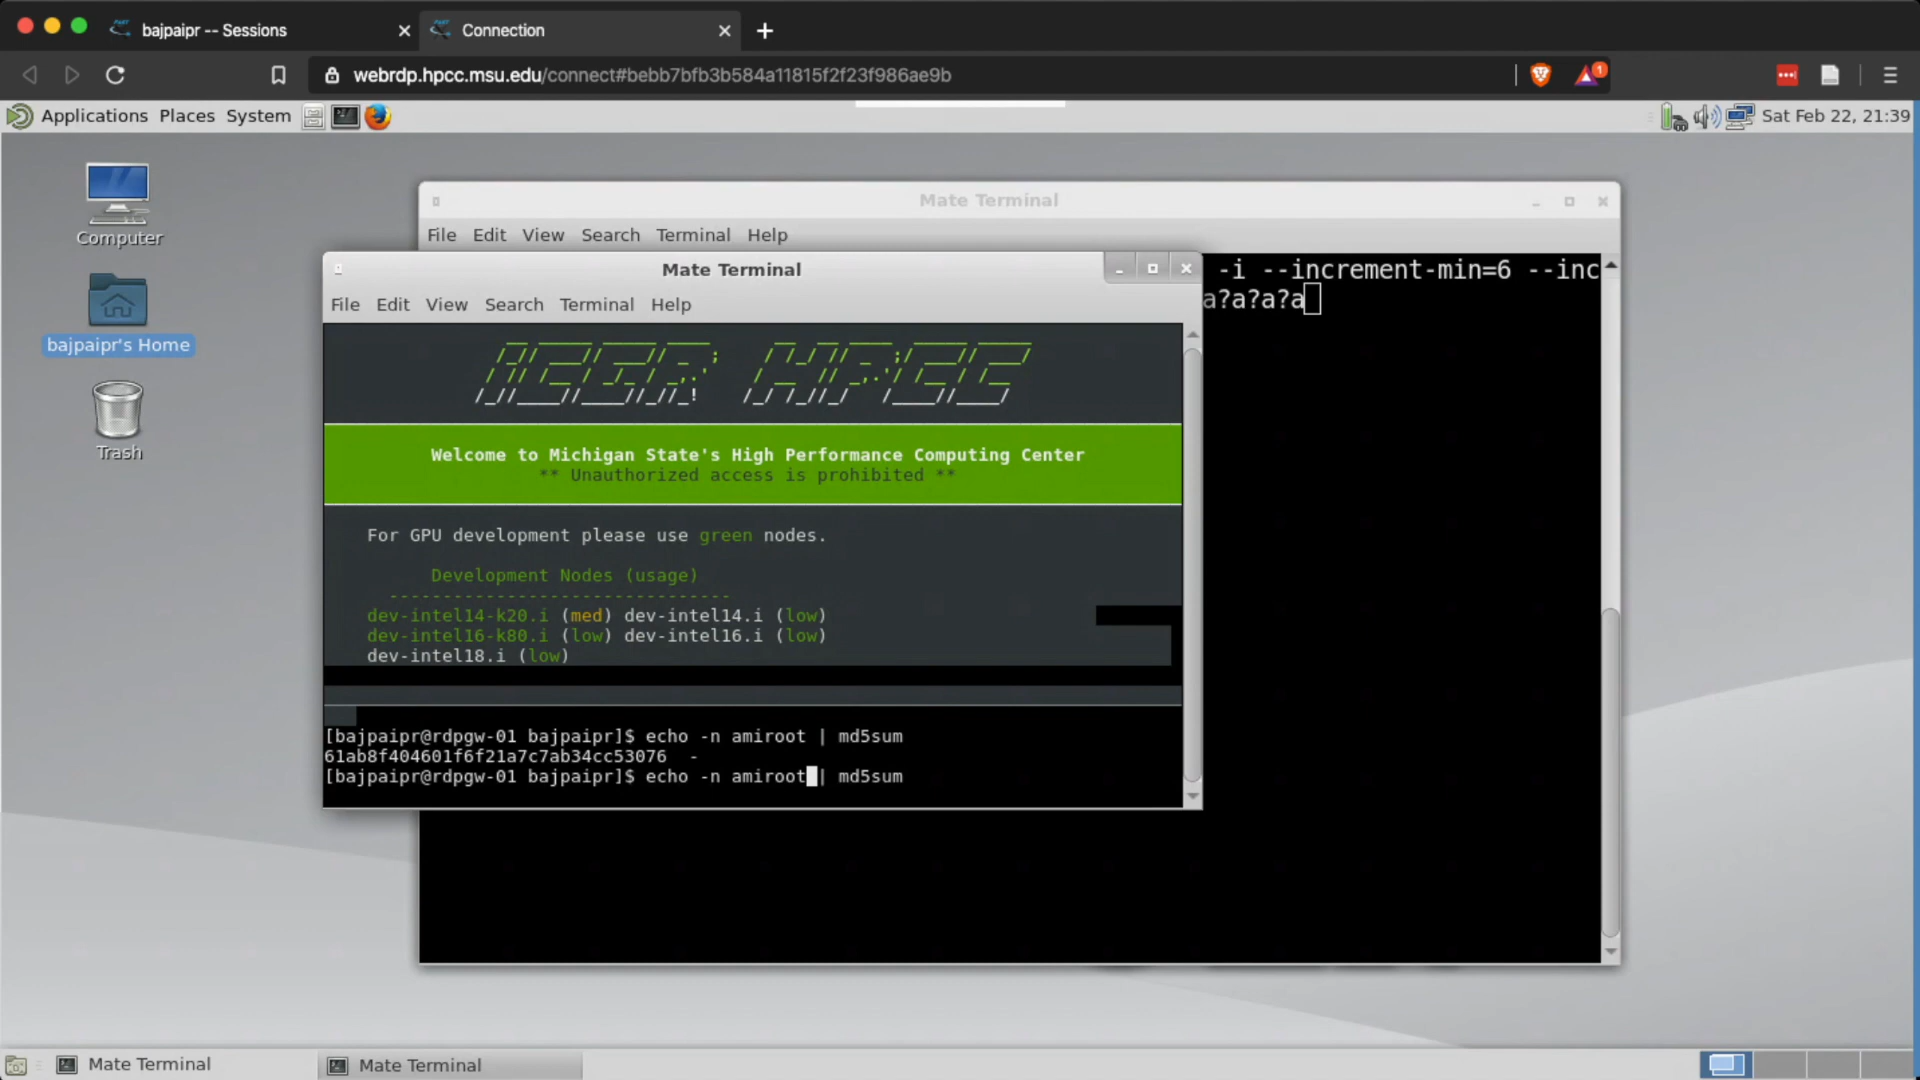 bajpaipr -- Sessions
Connection
webrdp.hpcc.msu.edu/connect#bebb7bfb3b584a11815f2f23f986ae9b
1
Applications Places System
Sat Feb 22, 21:39
Computer
bajpaipr's Home
Trash
Mate Terminal
File Edit View Search Terminal Help
-i --increment-min=6 --inc
a?a?a?a
Mate Terminal
File Edit View Search Terminal Help
iCER HPCC
Welcome to Michigan State's High Performance Computing Center
** Unauthorized access is prohibited **
For GPU development please use green nodes.
Development Nodes (usage)
--------------------------------
dev-intel14-k20.i (med) dev-intel14.i (low)
dev-intel16-k80.i (low) dev-intel16.i (low)
dev-intel18.i (low)
[bajpaipr@rdpgw-01 bajpaipr]$ echo -n amiroot | md5sum
61ab8f404601f6f21a7c7ab34cc53076  -
[bajpaipr@rdpgw-01 bajpaipr]$ echo -n amiroot | md5sum
Mate Terminal
Mate Terminal